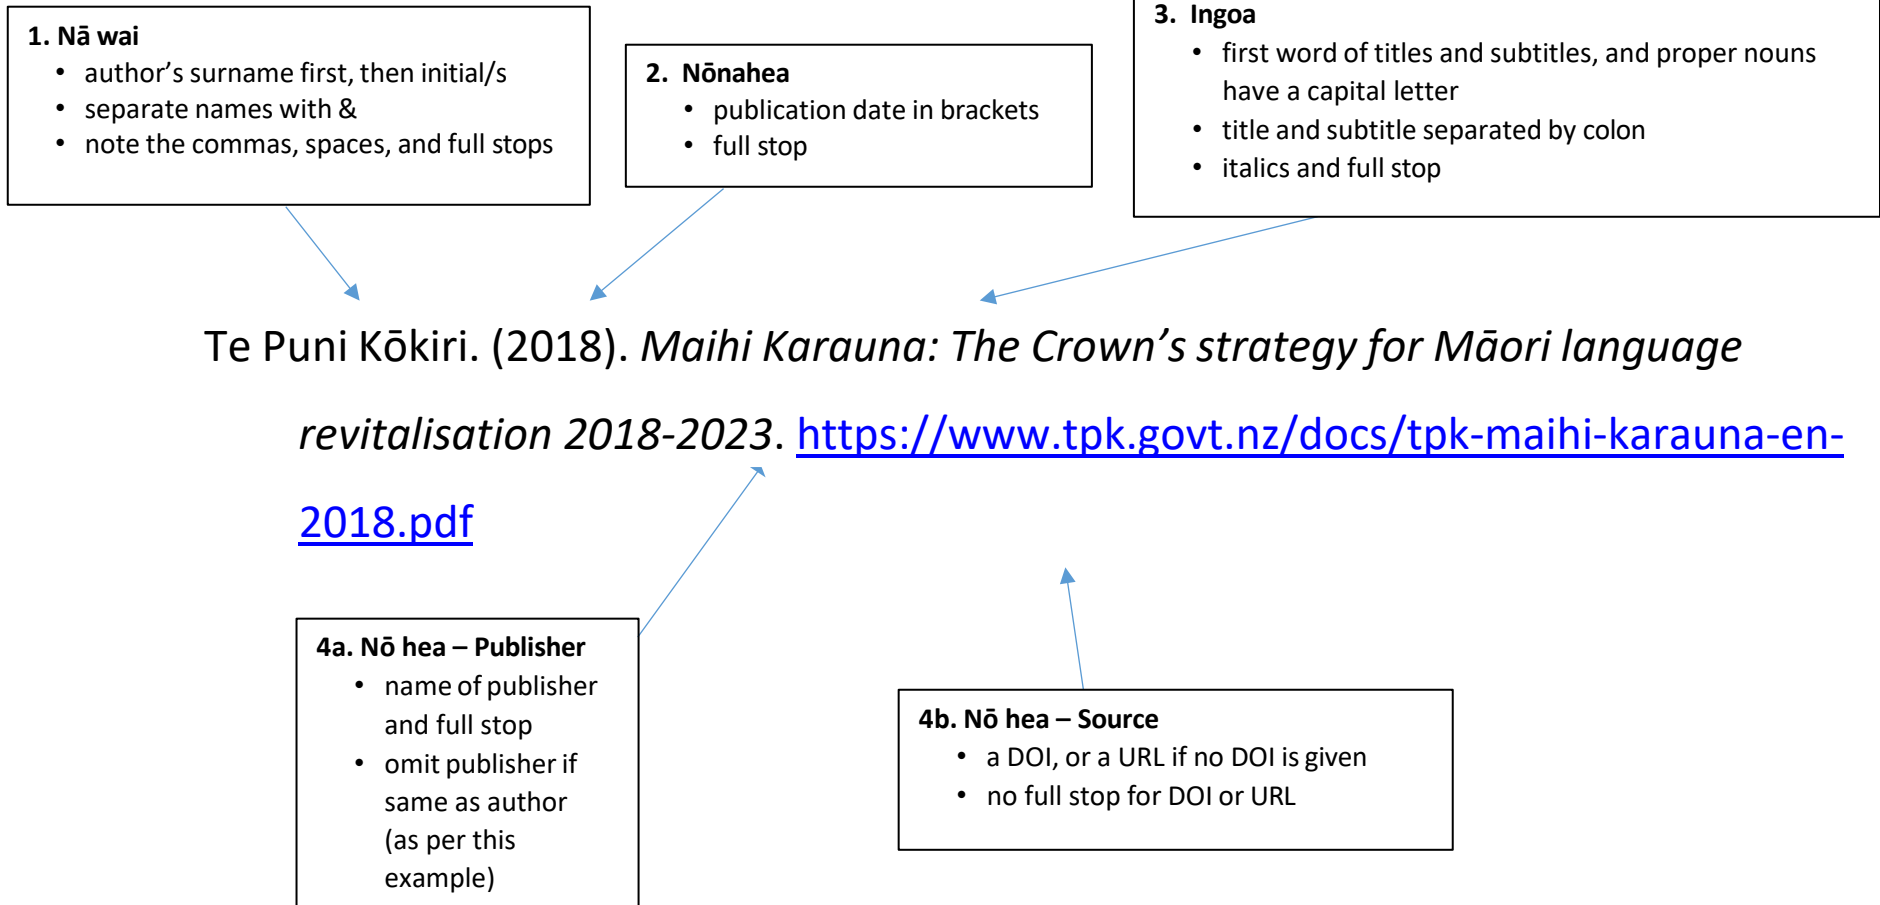 1. Nā wai
• author’s surname first, then initial/s
• separate names with &
• note the commas, spaces, and full stops
2. Nōnahea
• publication date in brackets
• full stop
3. Ingoa
• first word of titles and subtitles, and proper nouns
have a capital letter
• title and subtitle separated by colon
• italics and full stop
Te Puni Kōkiri. (2018). Maihi Karauna: The Crown’s strategy for Māori language
revitalisation 2018-2023. https://www.tpk.govt.nz/docs/tpk-maihi-karauna-en-
2018.pdf
4a. Nō hea – Publisher
• name of publisher
and full stop
• omit publisher if
same as author
(as per this
example)
4b. Nō hea – Source
• a DOI, or a URL if no DOI is given
• no full stop for DOI or URL